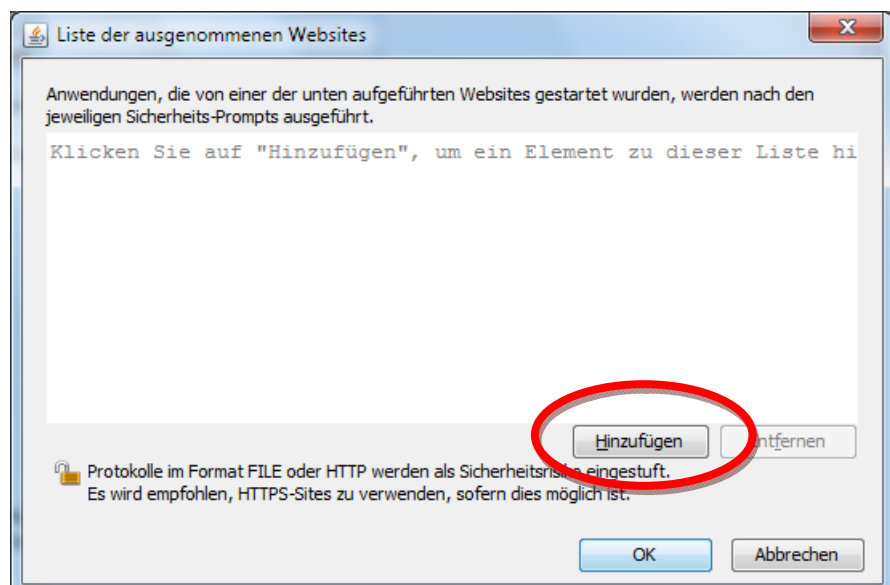 Liste der ausgenommenen Websites
Anwendungen, die von einer der unten aufgeführten Websites gestartet wurden, werden nach den
jeweiligen Sicherheits-Prompts ausgeführt.
Klicken Sie auf "Hinzufügen", um ein Element zu dieser Liste hi
Hinzufügen
Entfernen
Protokolle im Format FILE oder HTTP werden als Sicherheitsrisiko eingestuft.
Es wird empfohlen, HTTPS-Sites zu verwenden, sofern dies möglich ist.
OK
Abbrechen